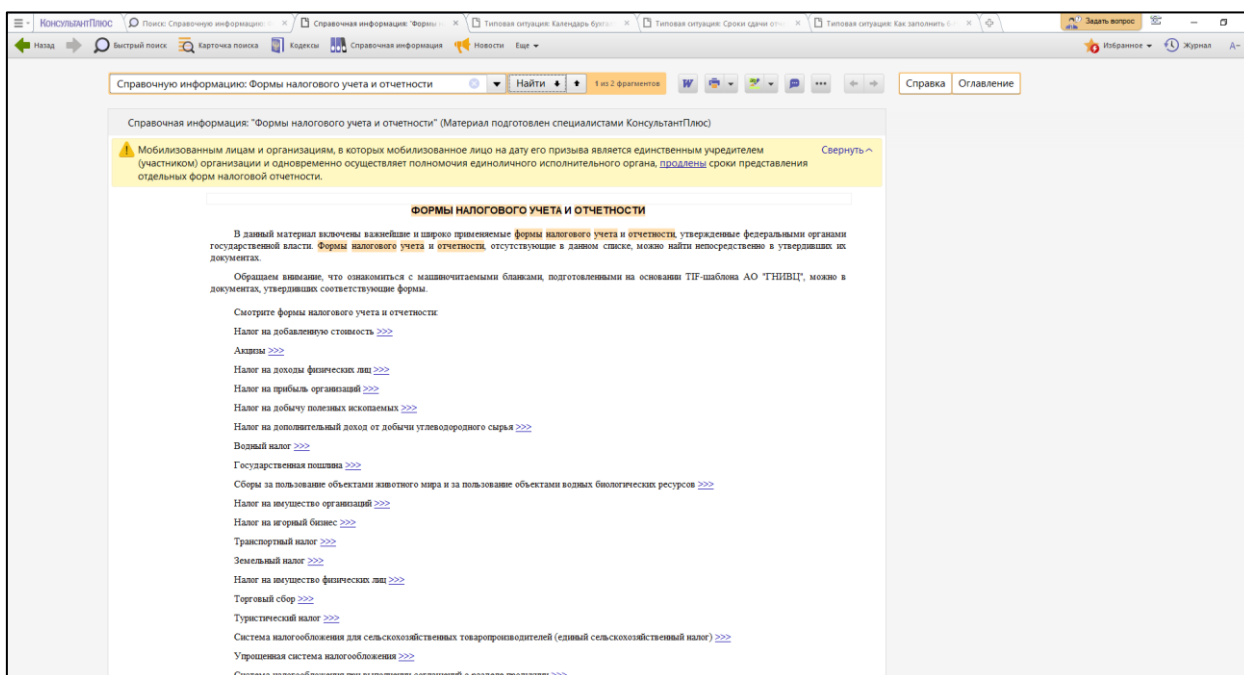 КонсультантПлюс Поиск: Справочную информацию Справочная информация: "Формы Типовая ситуация: Календарь бухга Типовая ситуация: Сроки сдачи отч Типовая ситуация: Как заполнить Задать вопрос
Назад Быстрый поиск Карточка поиска Кодексы Справочная информация Новости Еще Избранное Журнал А-
Справочную информацию: Формы налогового учета и отчетности Найти 1 из 2 фрагментов W Справка Оглавление
Справочная информация: "Формы налогового учета и отчетности" (Материал подготовлен специалистами КонсультантПлюс)
Мобилизованным лицам и организациям, в которых мобилизованное лицо на дату его призыва является единственным учредителем Свернуть
(участником) организации и одновременно осуществляет полномочия единоличного исполнительного органа, продлены сроки представления
отдельных форм налоговой отчетности.
ФОРМЫ НАЛОГОВОГО УЧЕТА И ОТЧЕТНОСТИ
В данный материал включены важнейшие и широко применяемые формы налогового учета и отчетности, утвержденные федеральными органами
государственной власти. Формы налогового учета и отчетности, отсутствующие в данном списке, можно найти непосредственно в утвердивших их
документах.
Обращаем внимание, что ознакомиться с машиночитаемыми бланками, подготовленными на основании TIF-шаблона АО "ГНИВЦ", можно в
документах, утвердивших соответствующие формы.
Смотрите формы налогового учета и отчетности:
Налог на добавленную стоимость >>>
Акцизы >>>
Налог на доходы физических лиц >>>
Налог на прибыль организаций >>>
Налог на добычу полезных ископаемых >>>
Налог на дополнительный доход от добычи углеводородного сырья >>>
Водный налог >>>
Государственная пошлина >>>
Сборы за пользование объектами животного мира и за пользование объектами водных биологических ресурсов >>>
Налог на имущество организаций >>>
Налог на игорный бизнес >>>
Транспортный налог >>>
Земельный налог >>>
Налог на имущество физических лиц >>>
Торговый сбор >>>
Туристический налог >>>
Система налогообложения для сельскохозяйственных товаропроизводителей (единый сельскохозяйственный налог) >>>
Упрощенная система налогообложения >>>
Система налогообложения при выполнении соглашений о разделе продукции >>>